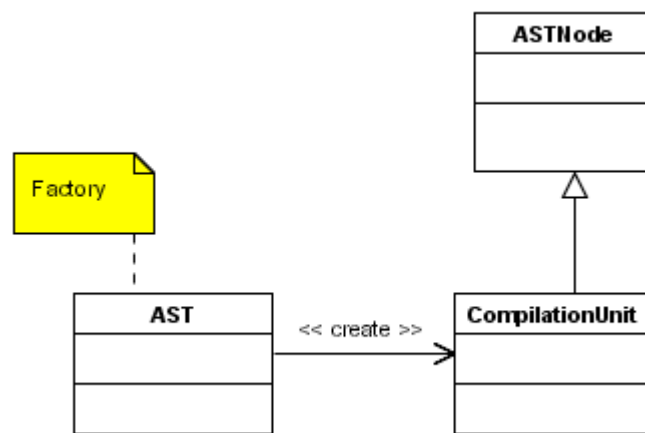 ASTNode
Factory
AST
<< create >>
CompilationUnit